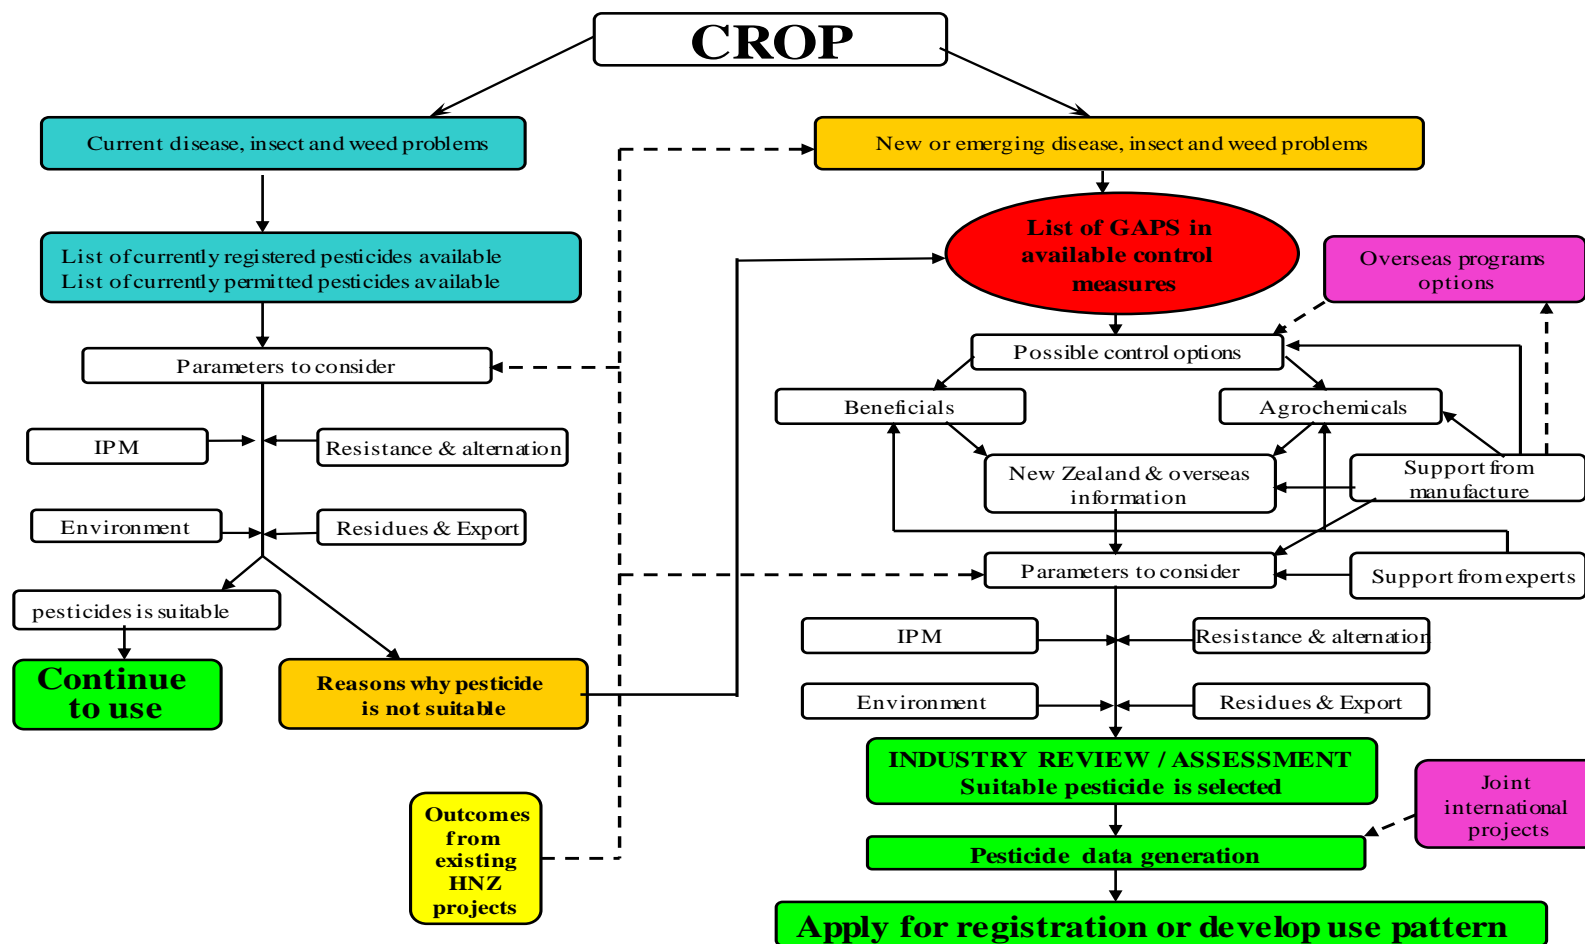 CROP
Current disease, insect and weed problems
New or emerging disease, insect and weed problems
List of currently registered pesticides available
List of currently permitted pesticides available
List of GAPS in
available control
measures
Overseas programs
options
Parameters to consider
Possible control options
Beneficials
Agrochemicals
IPM
Resistance & alternation
New Zealand & overseas
information
Support from
manufacture
Environment
Residues & Export
Parameters to consider
Support from experts
pesticides is suitable
IPM
Resistance & alternation
Continue
to use
Reasons why pesticide
is not suitable
Environment
Residues & Export
INDUSTRY REVIEW / ASSESSMENT
Suitable pesticide is selected
Joint
international
projects
Outcomes
from
existing
HNZ
projects
Pesticide data generation
Apply for registration or develop use pattern